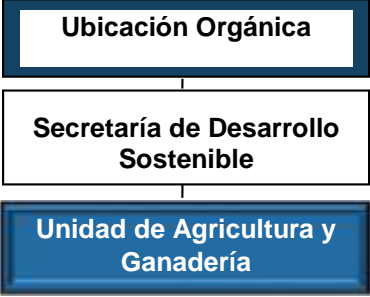 Ubicación Orgánica
Secretaría de Desarrollo
Sostenible
Unidad de Agricultura y
Ganadería